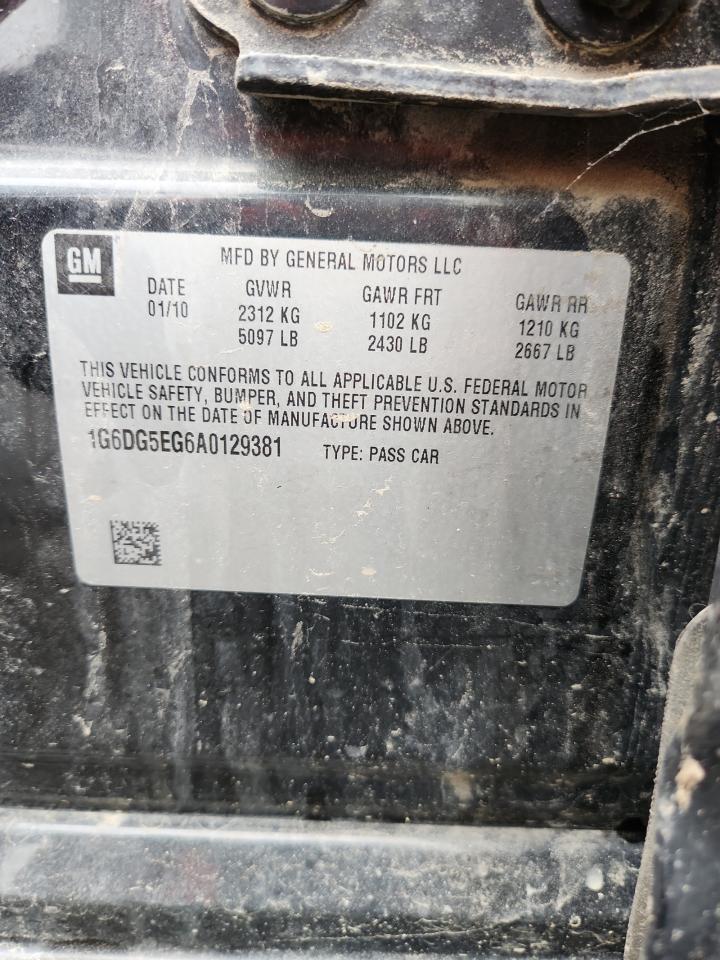 GM
MFD BY GENERAL MOTORS LLC
DATE GVWR GAWR FRT GAWR RR
01/10 2312 KG 1102 KG 1210 KG
5097 LB 2430 LB 2667 LB
THIS VEHICLE CONFORMS TO ALL APPLICABLE U.S. FEDERAL MOTOR
VEHICLE SAFETY, BUMPER, AND THEFT PREVENTION STANDARDS IN
EFFECT ON THE DATE OF MANUFACTURE SHOWN ABOVE.
1G6DG5EG6A0129381 TYPE: PASS CAR